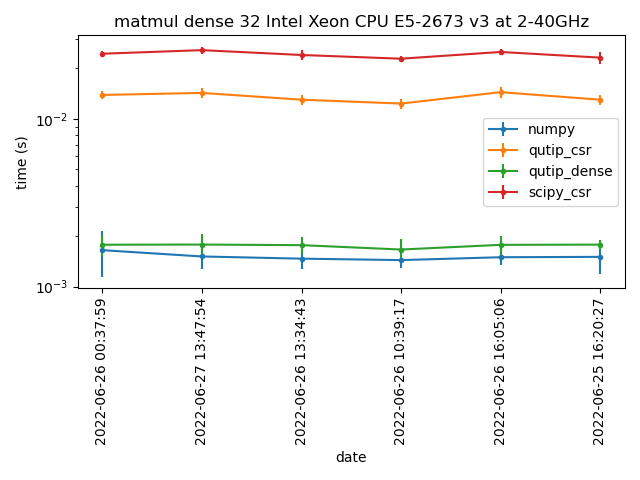 matmul dense 32 Intel Xeon CPU E5-2673 v3 at 2-40GHz
time (s)
10⁻²
10⁻³
numpy
qutip_csr
qutip_dense
scipy_csr
2022-06-26 00:37:59
2022-06-27 13:47:54
2022-06-26 13:34:43
2022-06-26 10:39:17
2022-06-26 16:05:06
2022-06-25 16:20:27
date